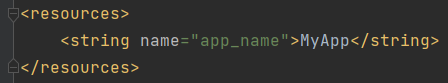 <resources>
    <string name="app_name">MyApp</string>
</resources>